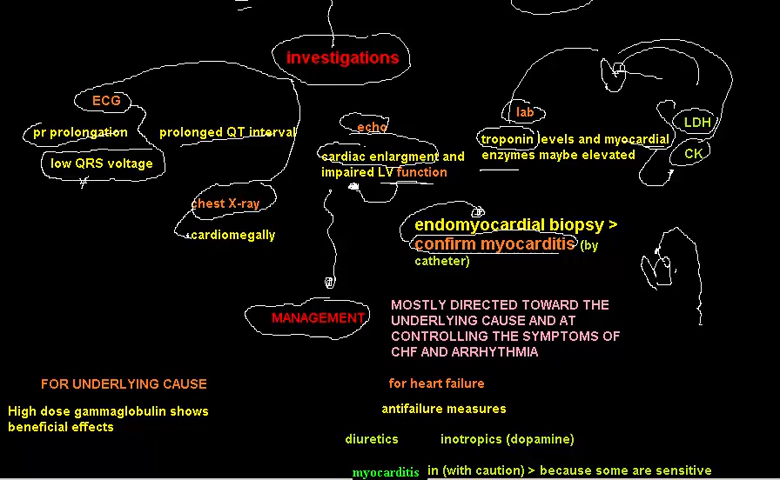 investigations
ECG
pr prolongation
prolonged QT interval
low QRS voltage
echo
cardiac enlargment and
impaired LV function
lab
troponin levels and myocardial
enzymes maybe elevated
LDH
CK
chest X-ray
cardiomegally
endomyocardial biopsy >
confirm myocarditis (by
catheter)
MANAGEMENT
MOSTLY DIRECTED TOWARD THE
UNDERLYING CAUSE AND AT
CONTROLLING THE SYMPTOMS OF
CHF AND ARRHYTHMIA
FOR UNDERLYING CAUSE
High dose gammaglobulin shows
beneficial effects
for heart failure
antifailure measures
diuretics
inotropics (dopamine)
myocarditis in (with caution) > because some are sensitive